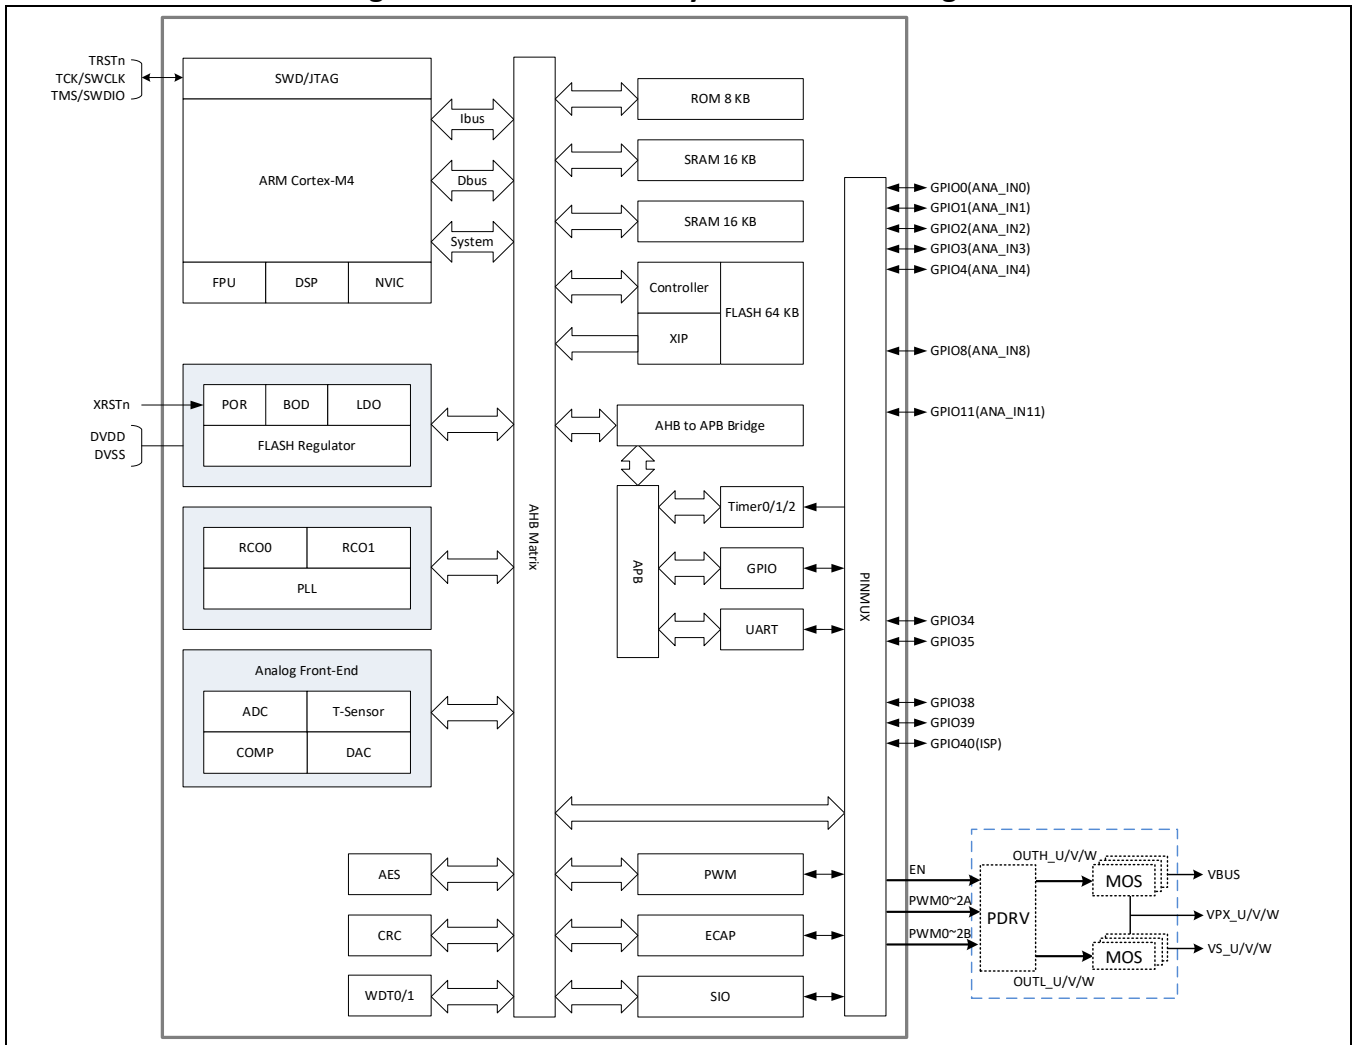 TRSTn
TCK/SWCLK
TMS/SWDIO
SWD/JTAG
ARM Cortex-M4
FPU
DSP
NVIC
Ibus
Dbus
System
XRSTn
DVDD
DVSS
POR
BOD
LDO
FLASH Regulator
RCO0
RCO1
PLL
Analog Front-End
ADC
T-Sensor
COMP
DAC
AES
CRC
WDT0/1
AHB Matrix
ROM 8 KB
SRAM 16 KB
SRAM 16 KB
Controller
XIP
FLASH 64 KB
AHB to APB Bridge
APB
Timer0/1/2
GPIO
UART
PWM
ECAP
SIO
PINMUX
GPIO0(ANA_IN0)
GPIO1(ANA_IN1)
GPIO2(ANA_IN2)
GPIO3(ANA_IN3)
GPIO4(ANA_IN4)
GPIO8(ANA_IN8)
GPIO11(ANA_IN11)
GPIO34
GPIO35
GPIO38
GPIO39
GPIO40(ISP)
EN
PWM0~2A
PWM0~2B
PDRV
OUTH_U/V/W
MOS
MOS
OUTL_U/V/W
VBUS
VPX_U/V/W
VS_U/V/W